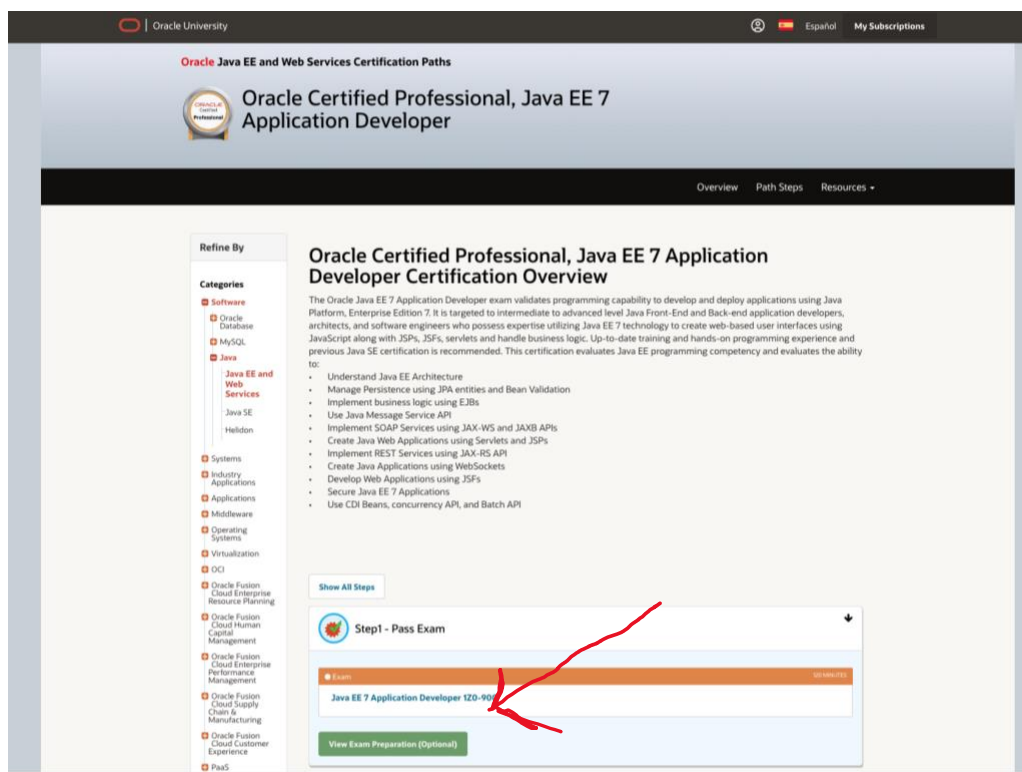 Oracle University
Español
My Subscriptions
Oracle Java EE and Web Services Certification Paths
ORACLE
Certified
Professional
Oracle Certified Professional, Java EE 7
Application Developer
Overview
Path Steps
Resources
Refine By
Categories
Software
Oracle
Database
MySQL
Java
Java EE and
Web
Services
Java SE
Helidon
Systems
Industry
Applications
Applications
Middleware
Operating
Systems
Virtualization
OCI
Oracle Fusion
Cloud Enterprise
Resource Planning
Oracle Fusion
Cloud Human
Capital
Management
Oracle Fusion
Cloud Enterprise
Performance
Management
Oracle Fusion
Cloud Supply
Chain &
Manufacturing
Oracle Fusion
Cloud Customer
Experience
PaaS
Oracle Certified Professional, Java EE 7 Application
Developer Certification Overview
The Oracle Java EE 7 Application Developer exam validates programming capability to develop and deploy applications using Java
Platform, Enterprise Edition 7. It is targeted to intermediate to advanced level Java Front-End and Back-end application developers,
architects, and software engineers who possess expertise utilizing Java EE 7 technology to create web-based user interfaces using
JavaScript along with JSPs, JSFs, servlets and handle business logic. Up-to-date training and hands-on programming experience and
previous Java SE certification is recommended. This certification evaluates Java EE programming competency and evaluates the ability
to:
• Understand Java EE Architecture
• Manage Persistence using JPA entities and Bean Validation
• Implement business logic using EJBs
• Use Java Message Service API
• Implement SOAP Services using JAX-WS and JAXB APIs
• Create Java Web Applications using Servlets and JSPs
• Implement REST Services using JAX-RS API
• Create Java Applications using WebSockets
• Develop Web Applications using JSFs
• Secure Java EE 7 Applications
• Use CDI Beans, concurrency API, and Batch API
Show All Steps
Step1 - Pass Exam
Exam
MINUTES
Java EE 7 Application Developer
View Exam Preparation (Optional)